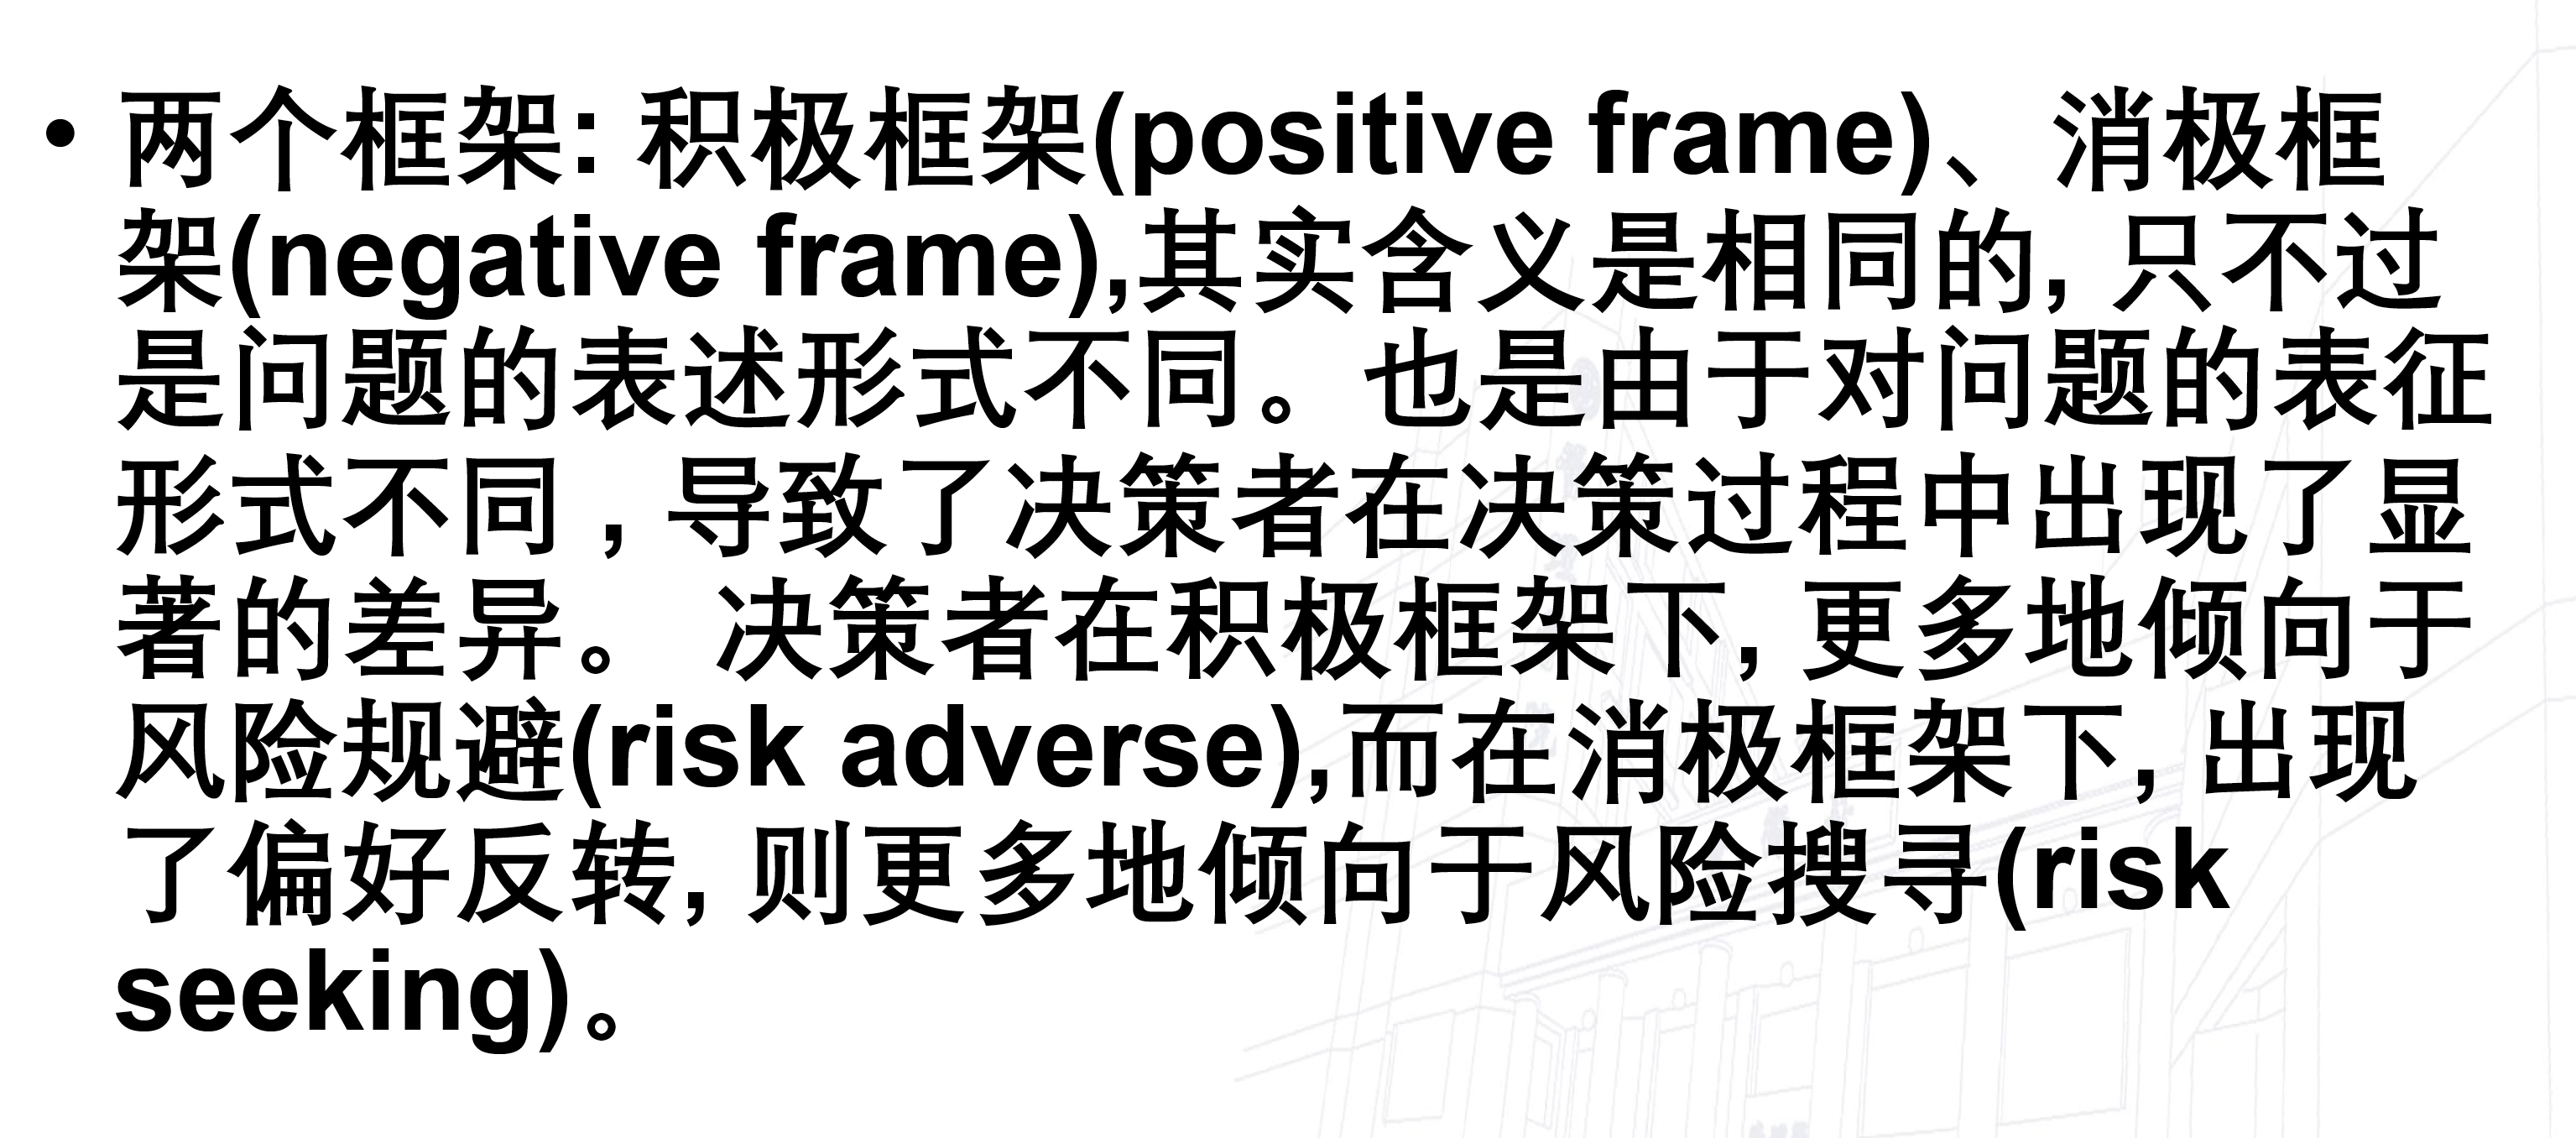 • 两个框架: 积极框架(positive frame)、消极框
架(negative frame),其实含义是相同的, 只不过
是问题的表述形式不同。也是由于对问题的表征
形式不同 , 导致了决策者在决策过程中出现了显
著的差异。 决策者在积极框架下, 更多地倾向于
风险规避(risk adverse),而在消极框架下, 出现
了偏好反转, 则更多地倾向于风险搜寻(risk
seeking)。